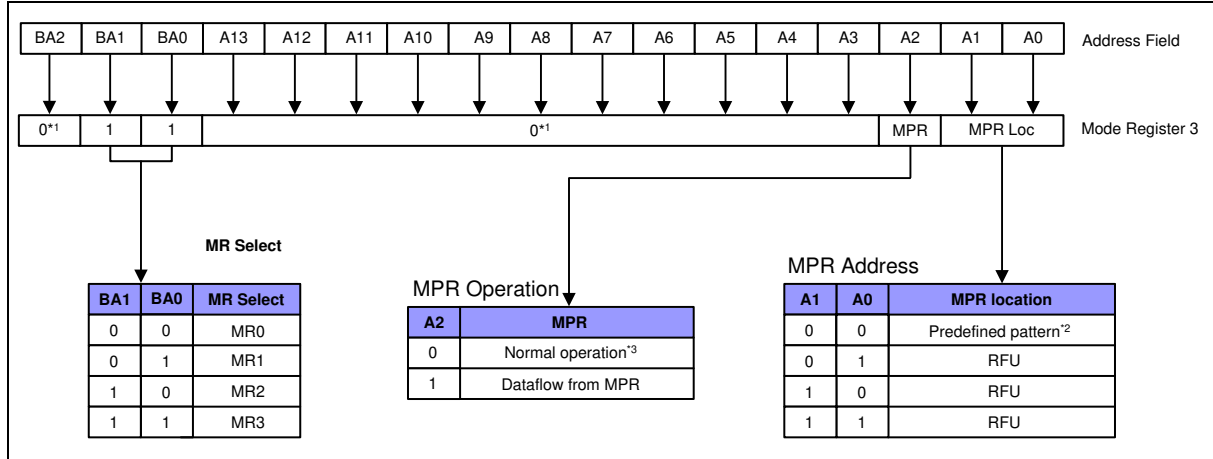 BA2 BA1 BA0 A13 A12 A11 A10 A9 A8 A7 A6 A5 A4 A3 A2 A1 A0 Address Field
0*1 1 1 0*1 MPR MPR Loc Mode Register 3
MR Select
BA1 BA0 MR Select
0 0 MR0
0 1 MR1
1 0 MR2
1 1 MR3
MPR Operation
A2 MPR
0 Normal operation*3
1 Dataflow from MPR
MPR Address
A1 A0 MPR location
0 0 Predefined pattern*2
0 1 RFU
1 0 RFU
1 1 RFU